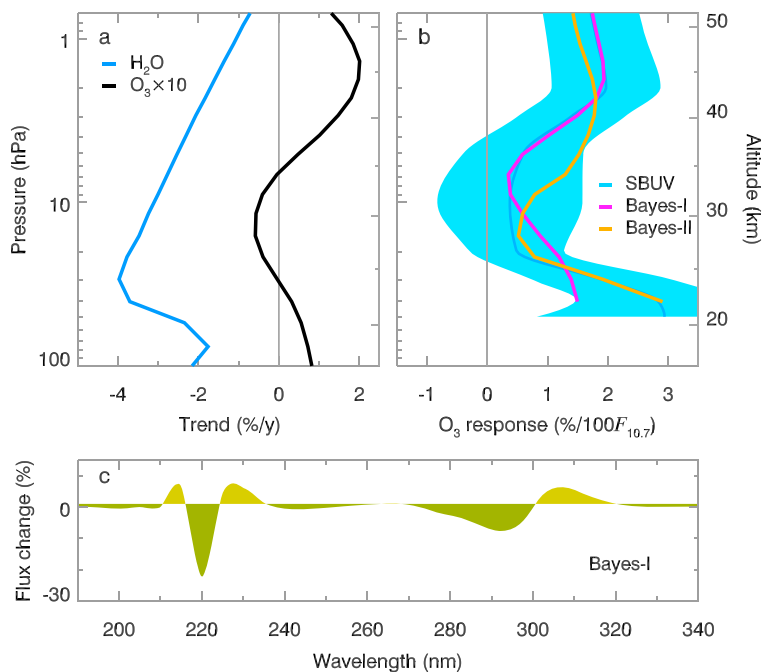 a
b
H₂O
O₃×10
1
10
100
Pressure (hPa)
-4
-2
0
2
Trend (%/y)
SBUV
Bayes-I
Bayes-II
-1
0
1
2
3
O₃ response (%/100F₁₀.₇)
50
40
30
20
Altitude (km)
c
0
-30
Flux change (%)
Bayes-I
200
220
240
260
280
290
310
320
340
Wavelength (nm)